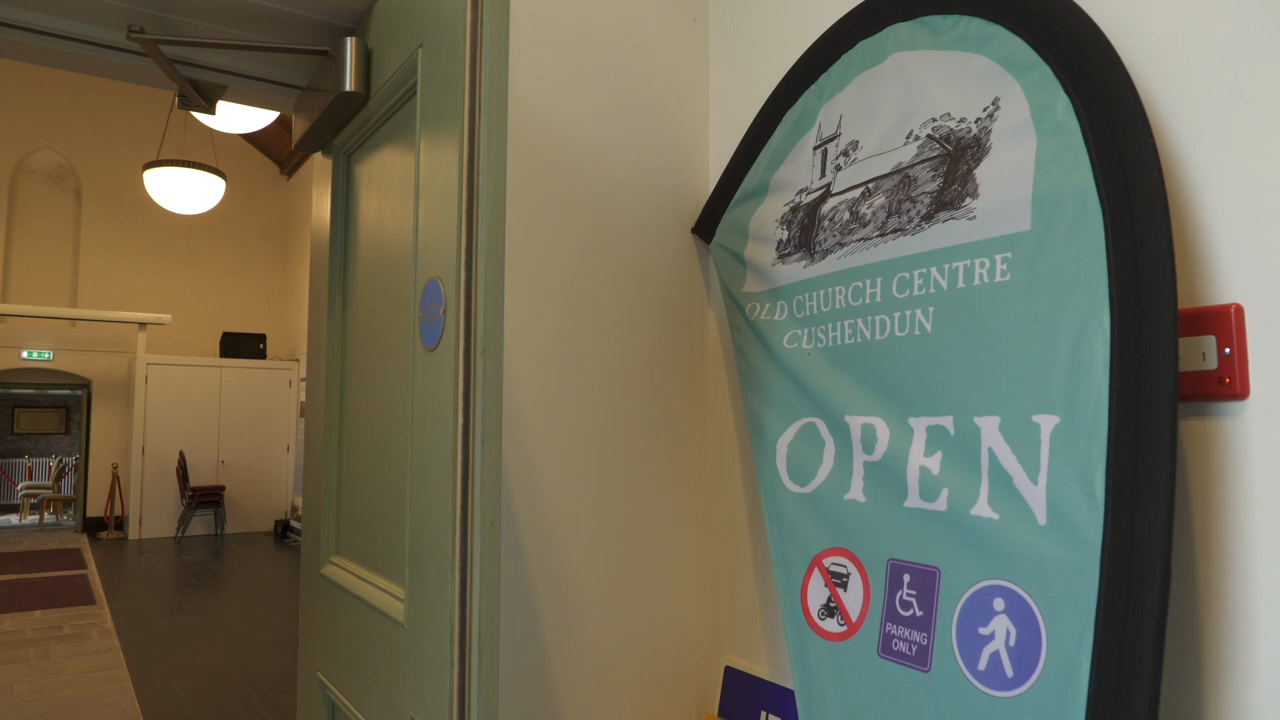 OLD CHURCH CENTRE
CUSHENDUN
OPEN
PARKING
ONLY